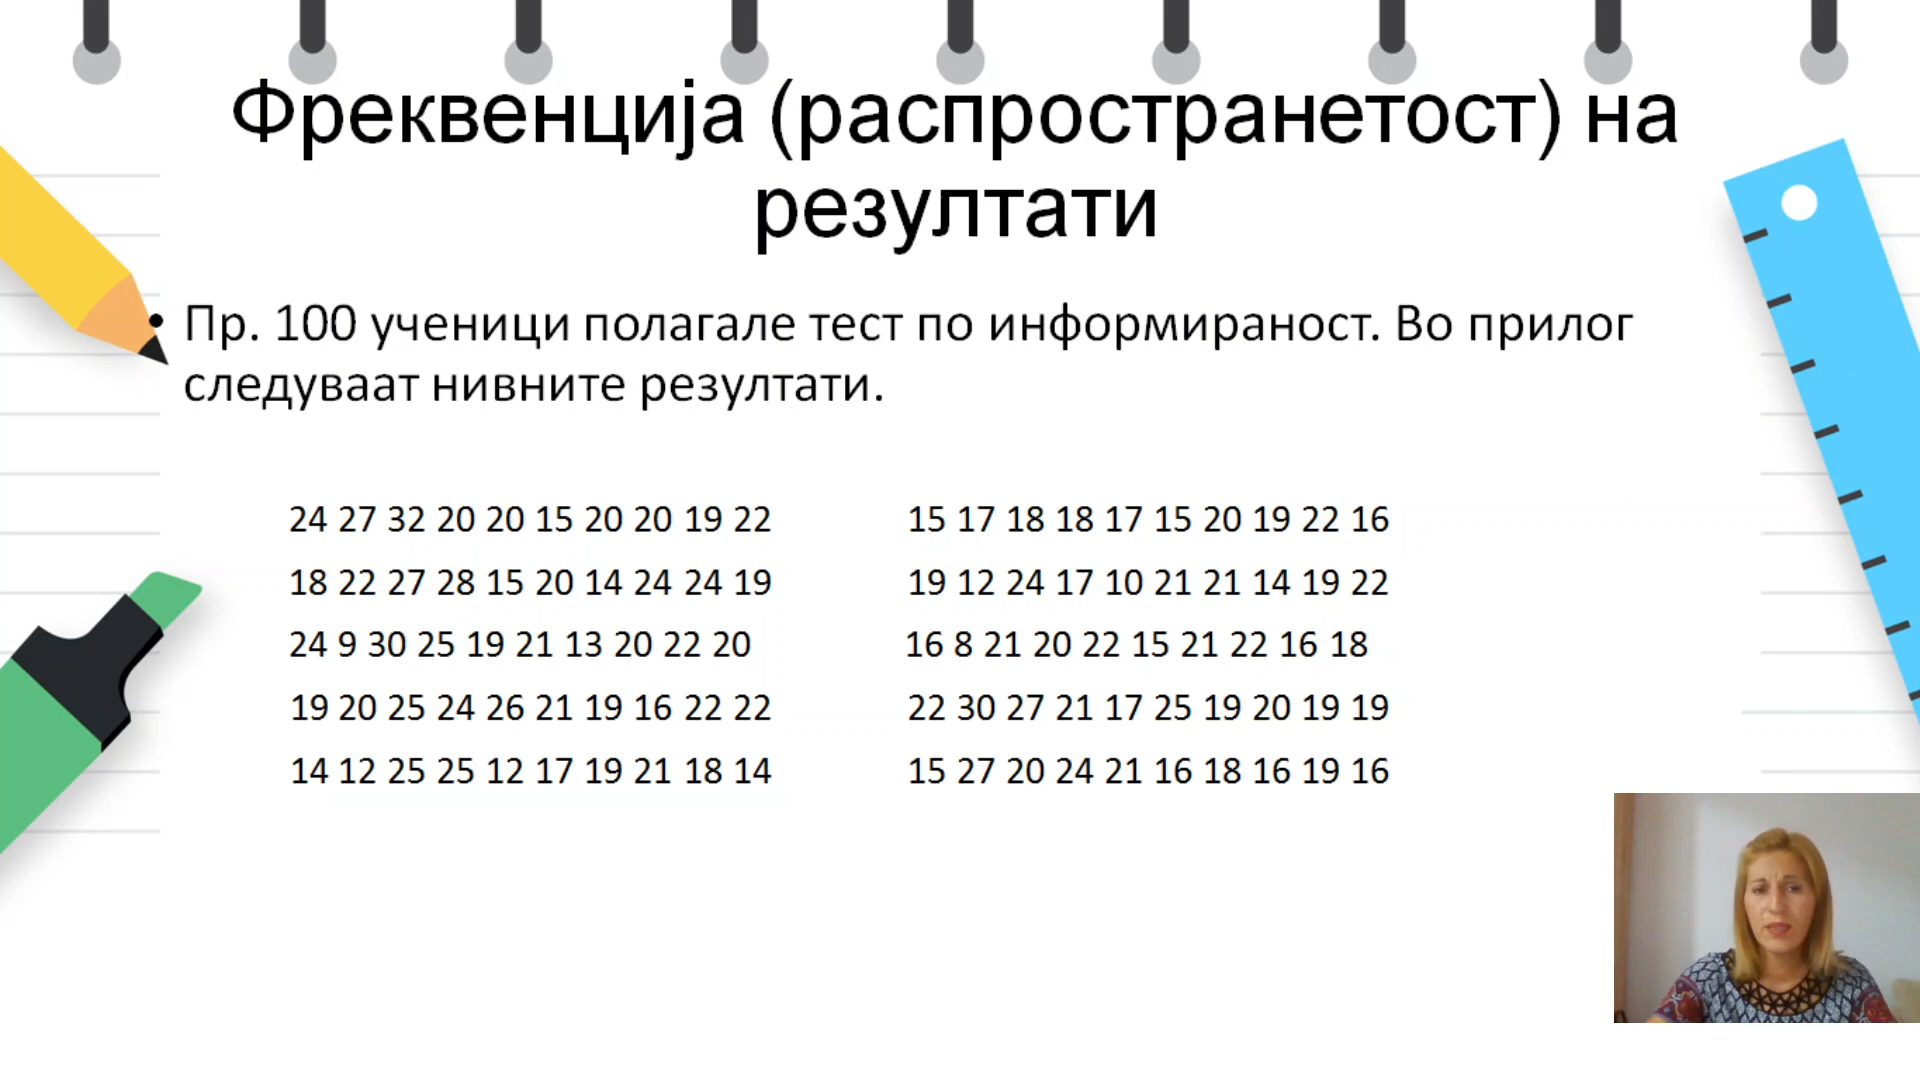 Фреквенција (распространетост) на
резултати
• Пр. 100 ученици полагале тест по информираност. Во прилог
следуваат нивните резултати.
24 27 32 20 20 15 20 20 19 22 15 17 18 18 17 15 20 19 22 16
18 22 27 28 15 20 14 24 24 19 19 12 24 17 10 21 21 14 19 22
24 9 30 25 19 21 13 20 22 20 16 8 21 20 22 15 21 22 16 18
19 20 25 24 26 21 19 16 22 22 22 30 27 21 17 25 19 20 19 19
14 12 25 25 12 17 19 21 18 14 15 27 20 24 21 16 18 16 19 16